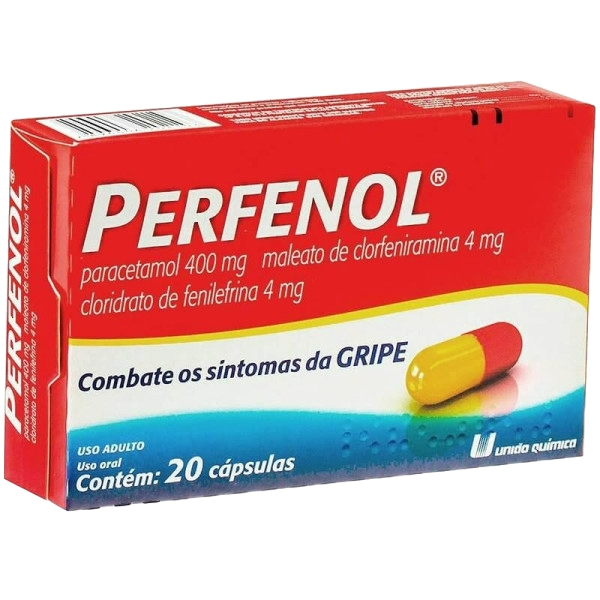 PERFENOL®
paracetamol 400 mg maleato de clorfeniramina 4 mg
cloridrato de fenilefrina 4 mg
Combate os sintomas da GRIPE
USO ADULTO
Uso oral
Contém: 20 cápsulas
união química
PERFENOL®
paracetamol 400 mg maleato de clorfeniramina 4 mg
cloridrato de fenilefrina 4 mg